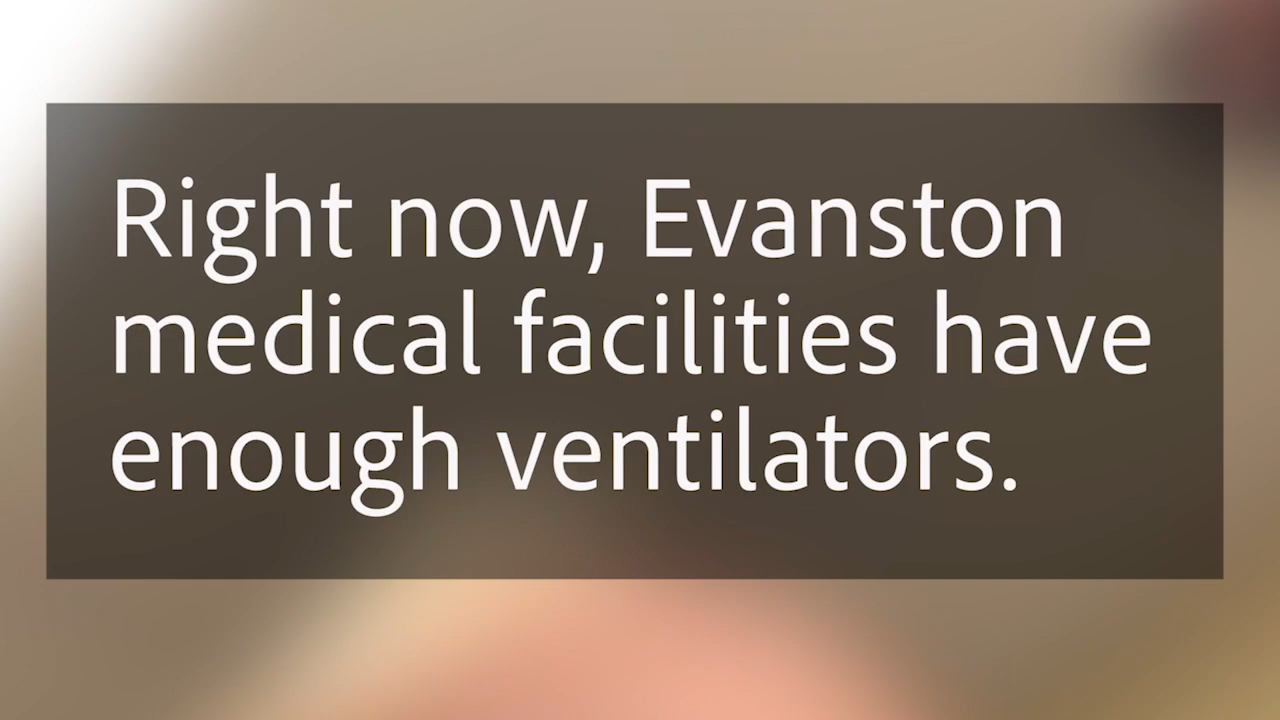 Right now, Evanston
medical facilities have
enough ventilators.